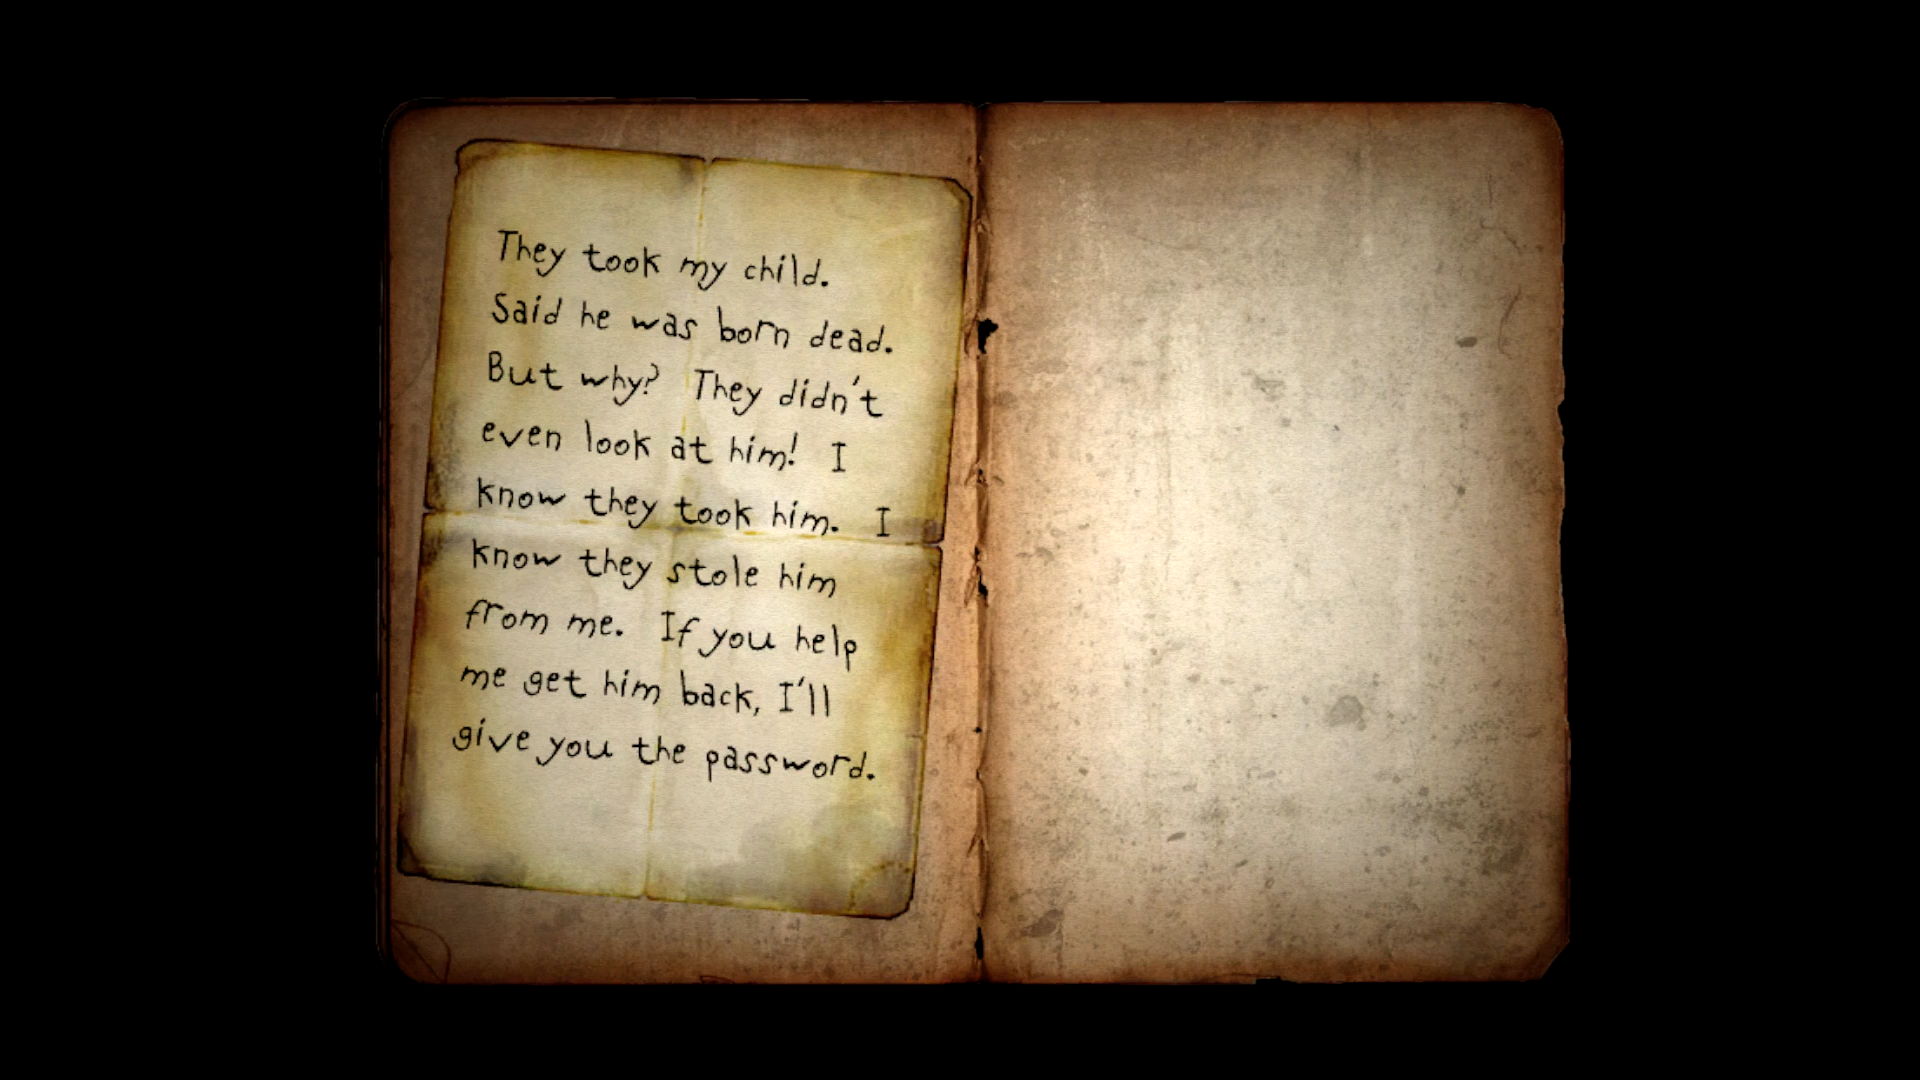 They took my child.
Said he was born dead.
But why? They didn't
even look at him! I
know they took him. I
know they stole him
from me. If you help
me get him back, I'll
give you the password.